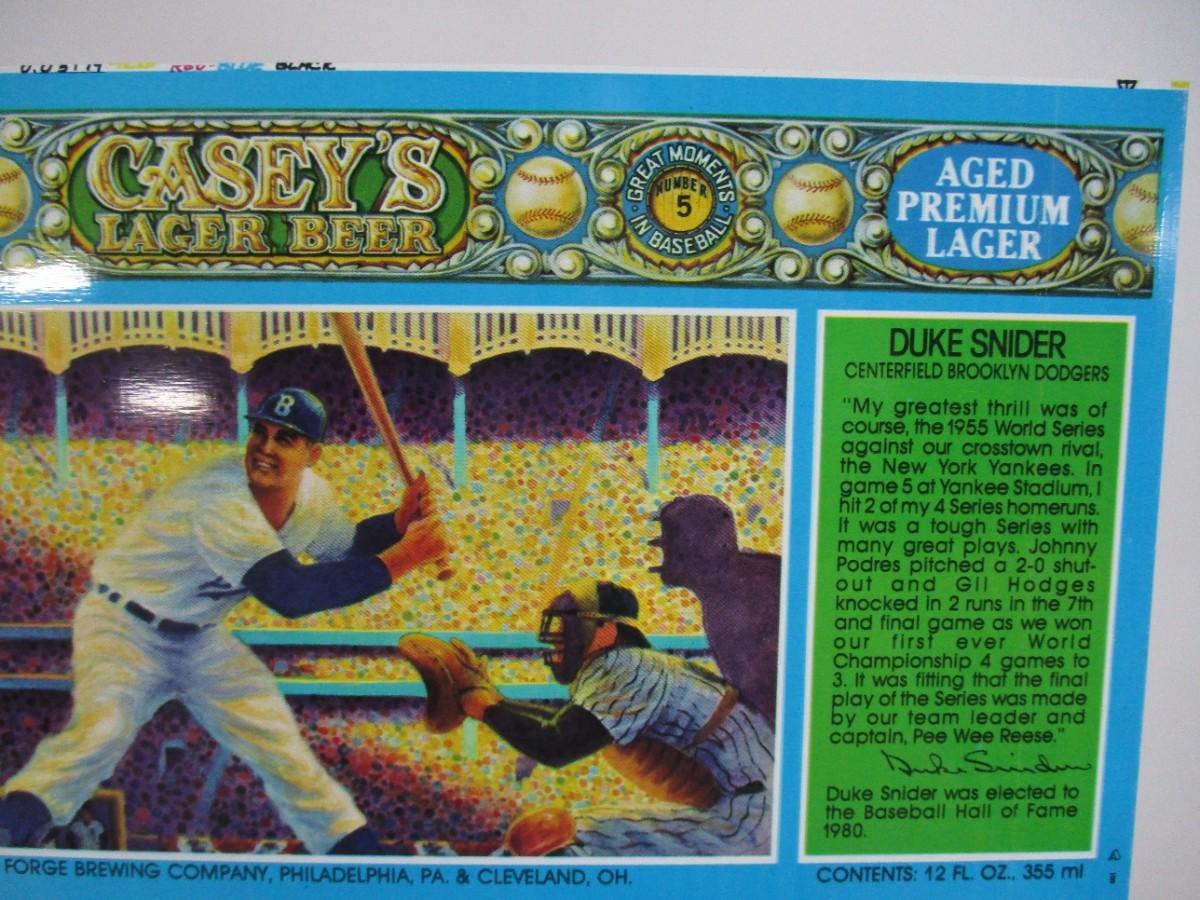 RED BLUE BLACK
CASEY'S
LAGER BEER
GREAT MOMENTS
NUMBER
5
IN BASEBALL
AGED
PREMIUM
LAGER
B
DUKE SNIDER
CENTERFIELD BROOKLYN DODGERS
"My greatest thrill was of
course, the 1955 World Series
against our crosstown rival,
the New York Yankees. In
game 5 at Yankee Stadium, I
hit 2 of my 4 Series homeruns.
It was a tough Series with
many great plays. Johnny
Podres pitched a 2-0 shut-
out and Gil Hodges
knocked in 2 runs in the 7th
and final game as we won
our first ever World
Championship 4 games to
3. It was fitting that the final
play of the Series was made
by our team leader and
captain, Pee Wee Reese."
Duke Snider
Duke Snider was elected to
the Baseball Hall of Fame
1980.
FORGE BREWING COMPANY, PHILADELPHIA, PA. & CLEVELAND, OH.
CONTENTS: 12 FL. OZ., 355 ml